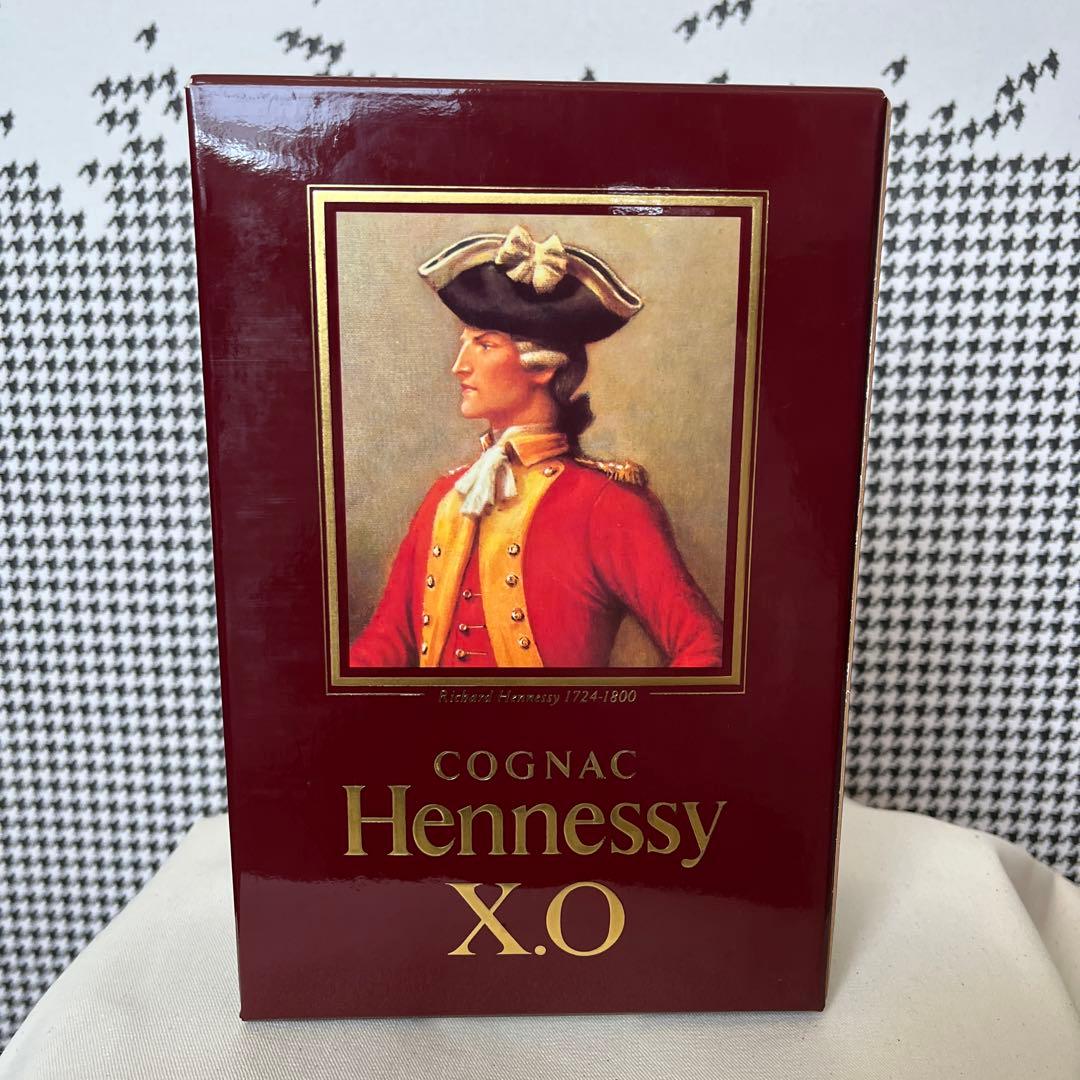 Richard Hennessy 1724-1800
COGNAC
Hennessy
X.O